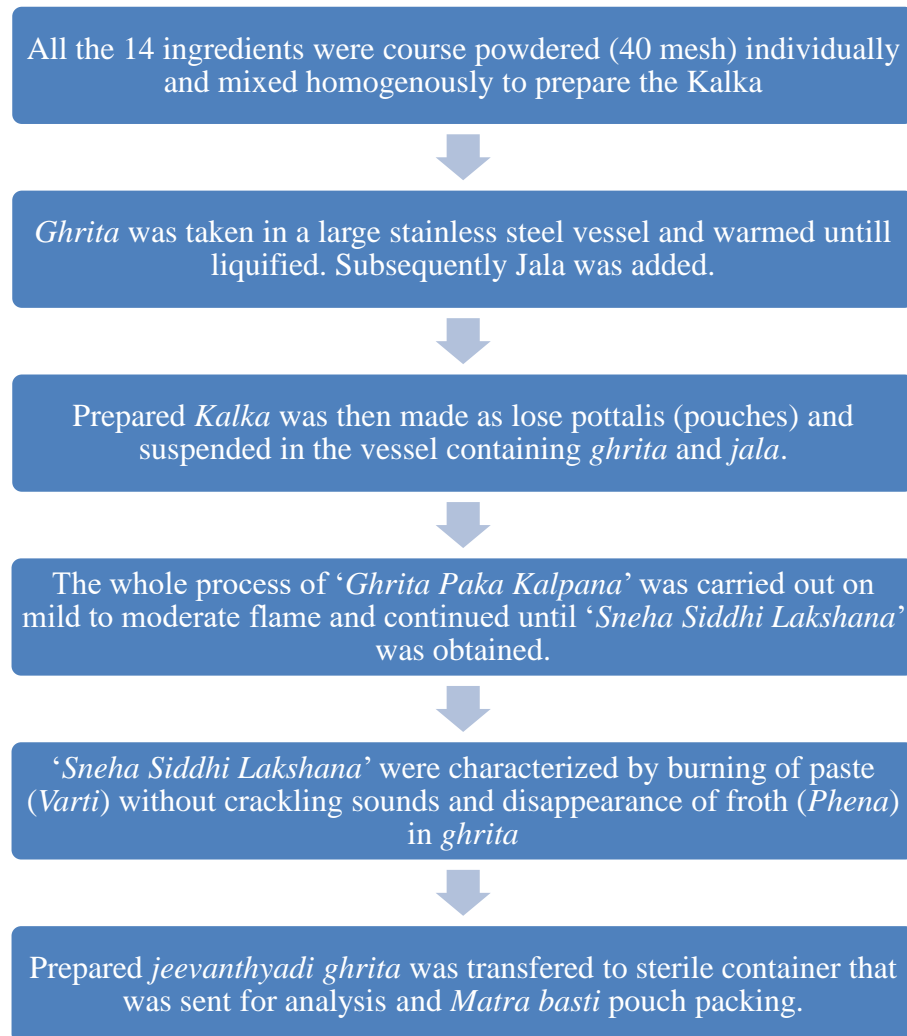 All the 14 ingredients were course powdered (40 mesh) individually
and mixed homogenously to prepare the Kalka
Ghrita was taken in a large stainless steel vessel and warmed untill
liquified. Subsequently Jala was added.
Prepared Kalka was then made as lose pottalis (pouches) and
suspended in the vessel containing ghrita and jala.
The whole process of ‘Ghrita Paka Kalpana’ was carried out on
mild to moderate flame and continued until ‘Sneha Siddhi Lakshana’
was obtained.
‘Sneha Siddhi Lakshana’ were characterized by burning of paste
(Varti) without crackling sounds and disappearance of froth (Phena)
in ghrita
Prepared jeevanthyadi ghrita was transfered to sterile container that
was sent for analysis and Matra basti pouch packing.